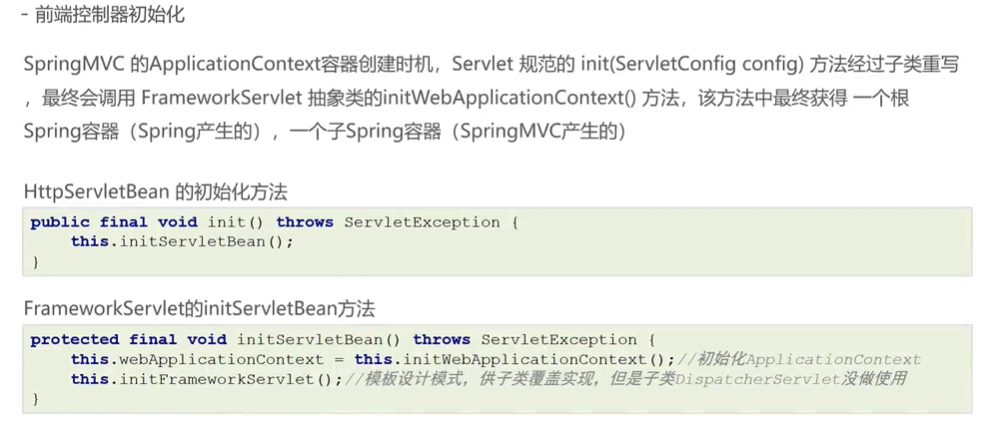 - 前端控制器初始化
SpringMVC 的ApplicationContext容器创建时机，Servlet 规范的 init(ServletConfig config) 方法经过子类重写
，最终会调用 FrameworkServlet 抽象类的initWebApplicationContext() 方法，该方法中最终获得 一个根
Spring容器（Spring产生的），一个子Spring容器（SpringMVC产生的）
HttpServletBean 的初始化方法
public final void init() throws ServletException {
    this.initServletBean();
}
FrameworkServlet的initServletBean方法
protected final void initServletBean() throws ServletException {
    this.webApplicationContext = this.initWebApplicationContext();//初始化ApplicationContext
    this.initFrameworkServlet();//模板设计模式，供子类覆盖实现，但是子类DispatcherServlet没做使用
}